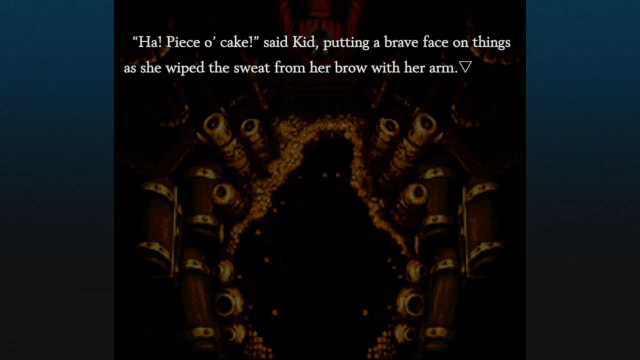 “Ha! Piece o’ cake!” said Kid, putting a brave face on things
as she wiped the sweat from her brow with her arm.▽